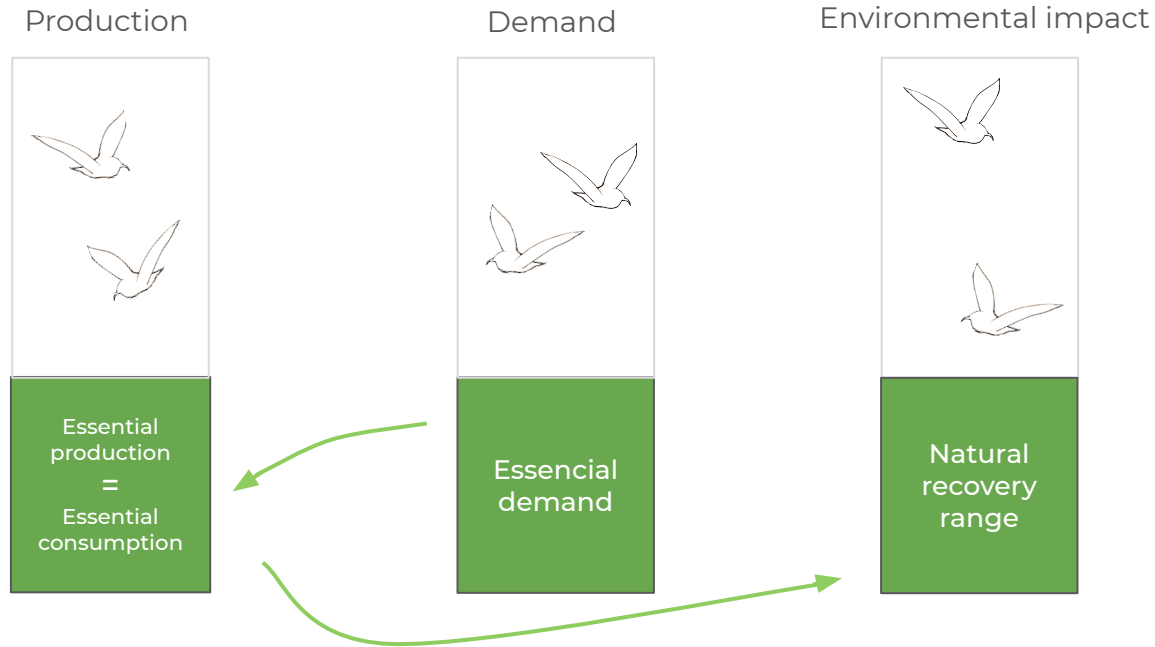 Production
Demand
Environmental impact
Essential
production
=
Essential
consumption
Essencial
demand
Natural
recovery
range